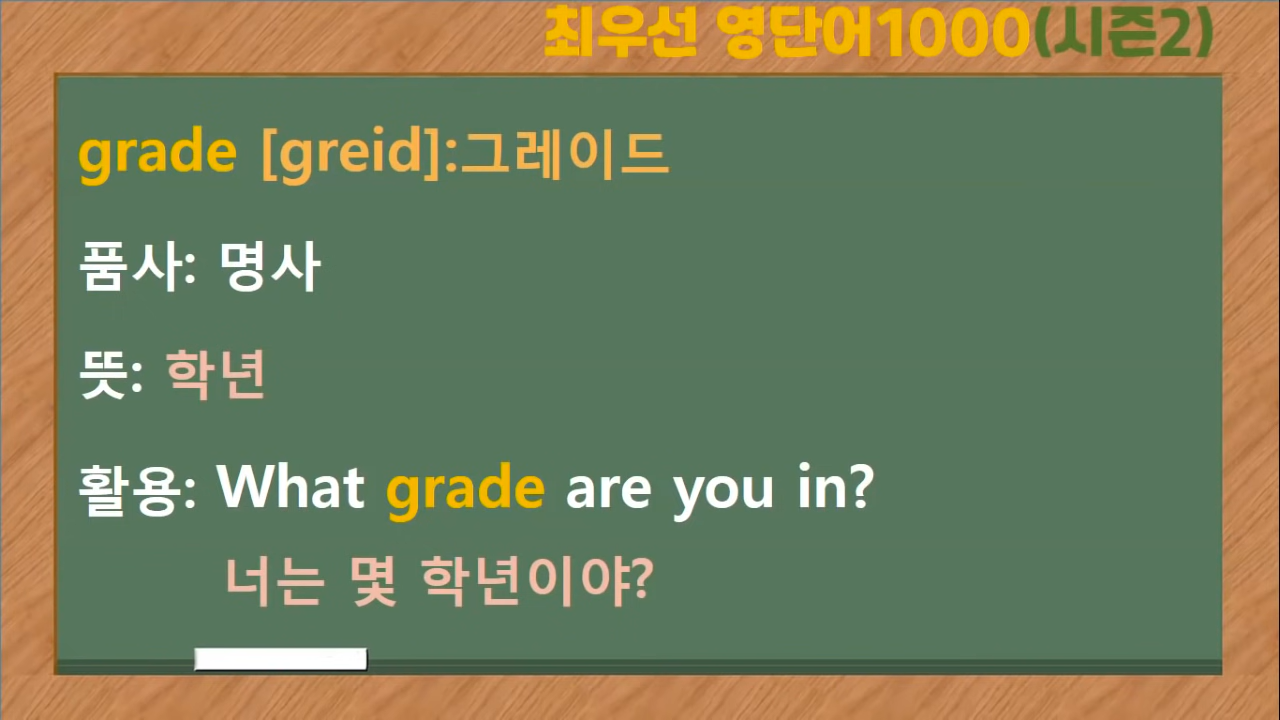 최우선 영단어1000(시즌2)
grade [greid]:그레이드
품사: 명사
뜻: 학년
활용: What grade are you in?
너는 몇 학년이야?